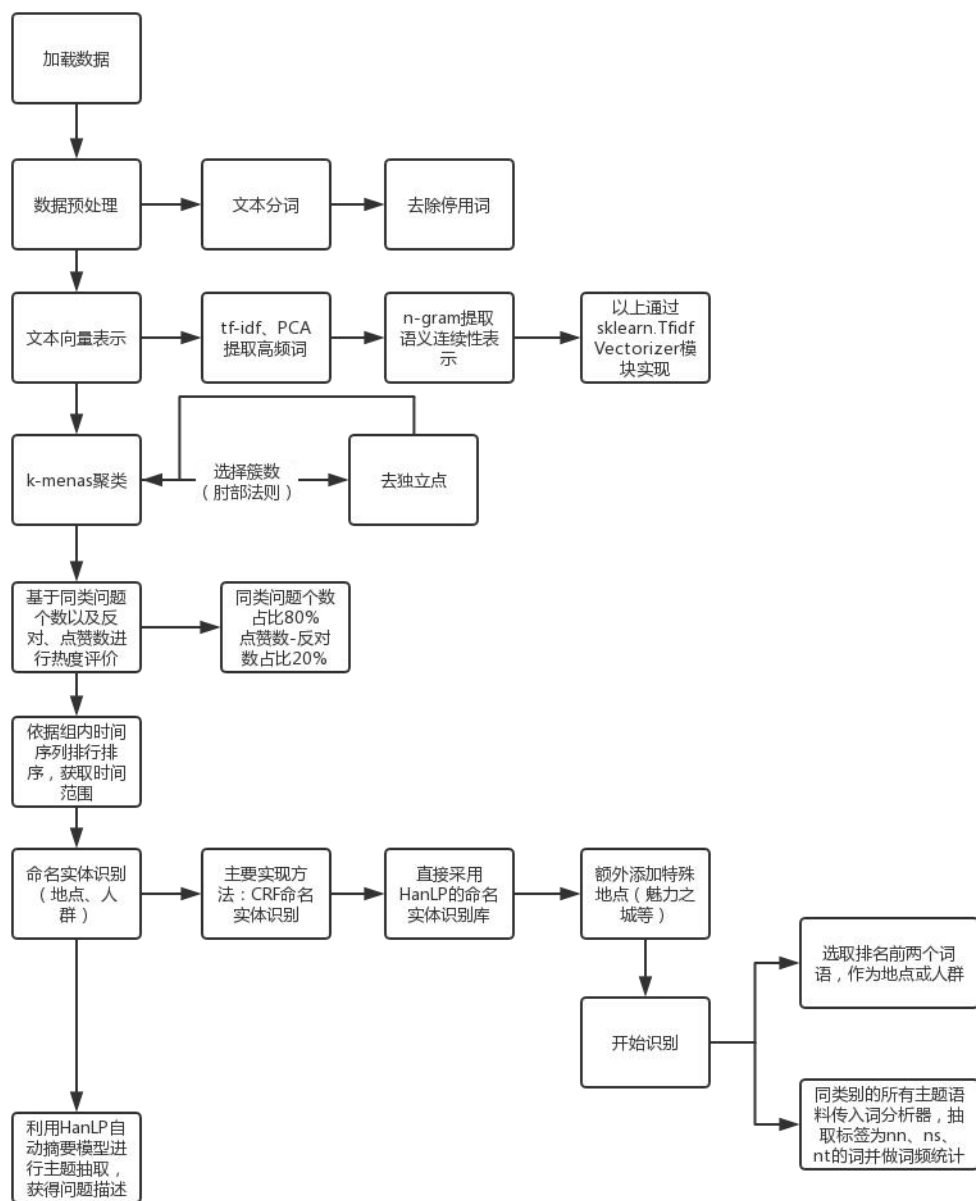 加载数据
数据预处理
文本分词
去除停用词
文本向量表示
tf-idf、PCA
提取高频词
n-gram提取
语义连续性表
示
以上通过
sklearn.Tfidf
Vectorizer模
块实现
k-menas聚类
选择簇数
（肘部法则）
去独立点
基于同类问题
个数以及反
对、点赞数进
行热度评价
同类问题个数
占比80%
点赞数-反对
数占比20%
依据组内时间
序列排行排
序，获取时间
范围
命名实体识别
（地点、人
群）
主要实现方
法：CRF命名
实体识别
直接采用
HanLP的命名
实体识别库
额外添加特殊
地点（魅力之
城等）
开始识别
选取排名前两个词
语，作为地点或人群
同类别的所有主题语
料传入词分析器，抽
取标签为nn、ns、
nt的词并做词频统计
利用HanLP自
动摘要模型进
行主题抽取，
获得问题描述